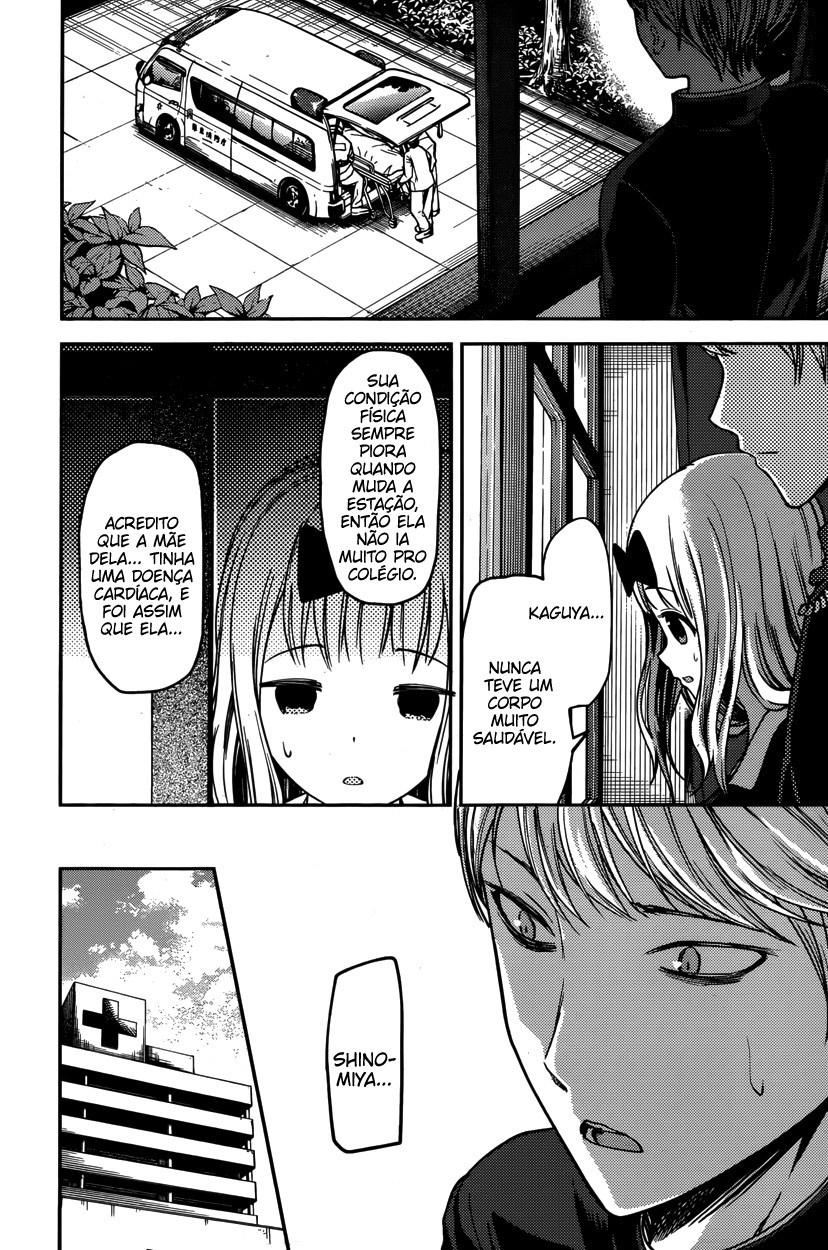 KAGUYA...
NUNCA
TEVE UM
CORPO
MUITO
SAUDÁVEL.
SUA
CONDIÇÃO
FÍSICA
SEMPRE
PIORA
QUANDO
MUDA A
ESTAÇÃO,
ENTÃO ELA
NÃO IA
MUITO PRO
COLÉGIO.
ACREDITO
QUE A MÃE
DELA... TINHA
UMA DOENÇA
CARDÍACA, E
FOI ASSIM
QUE ELA...
SHINO-
MIYA...